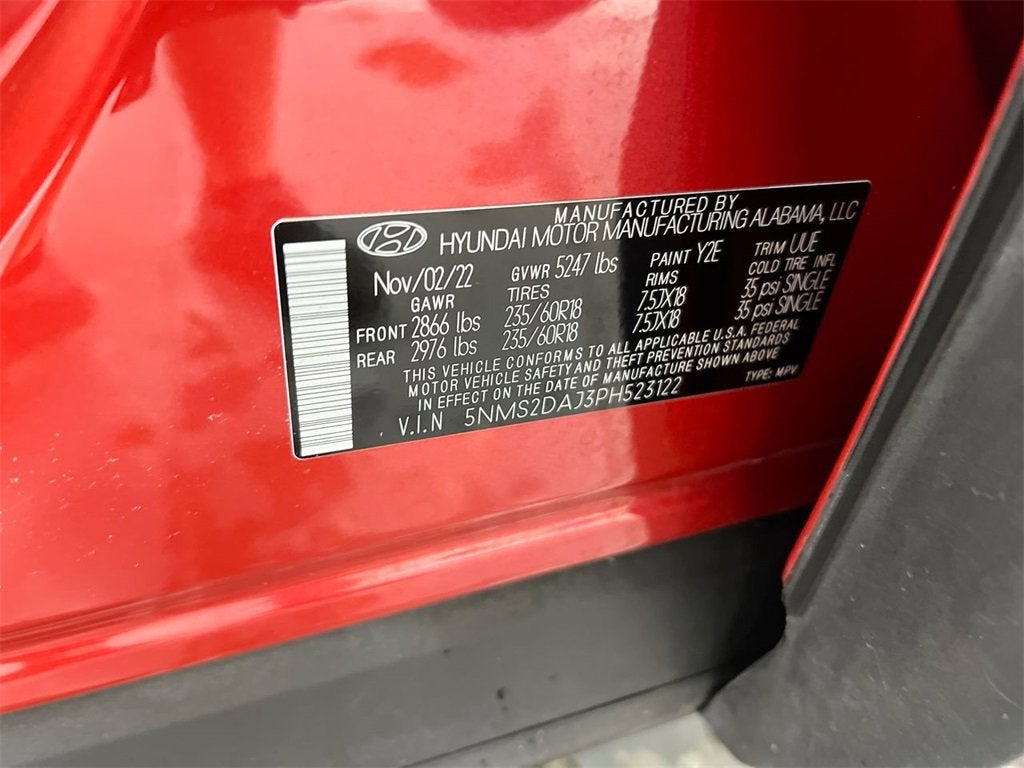 MANUFACTURED BY
HYUNDAI MOTOR MANUFACTURING ALABAMA, LLC
Nov/02/22 GVWR 5247 lbs PAINT Y2E TRIM UUE
GAWR TIRES RIMS COLD TIRE INFL
FRONT 2866 lbs 235/60R18 7.5JX18 35 psi SINGLE
REAR 2976 lbs 235/60R18 7.5JX18 35 psi SINGLE
THIS VEHICLE CONFORMS TO ALL APPLICABLE U.S.A. FEDERAL
MOTOR VEHICLE SAFETY AND THEFT PREVENTION STANDARDS
IN EFFECT ON THE DATE OF MANUFACTURE SHOWN ABOVE
V.I.N 5NMS2DAJ3PH523122 TYPE: MPV